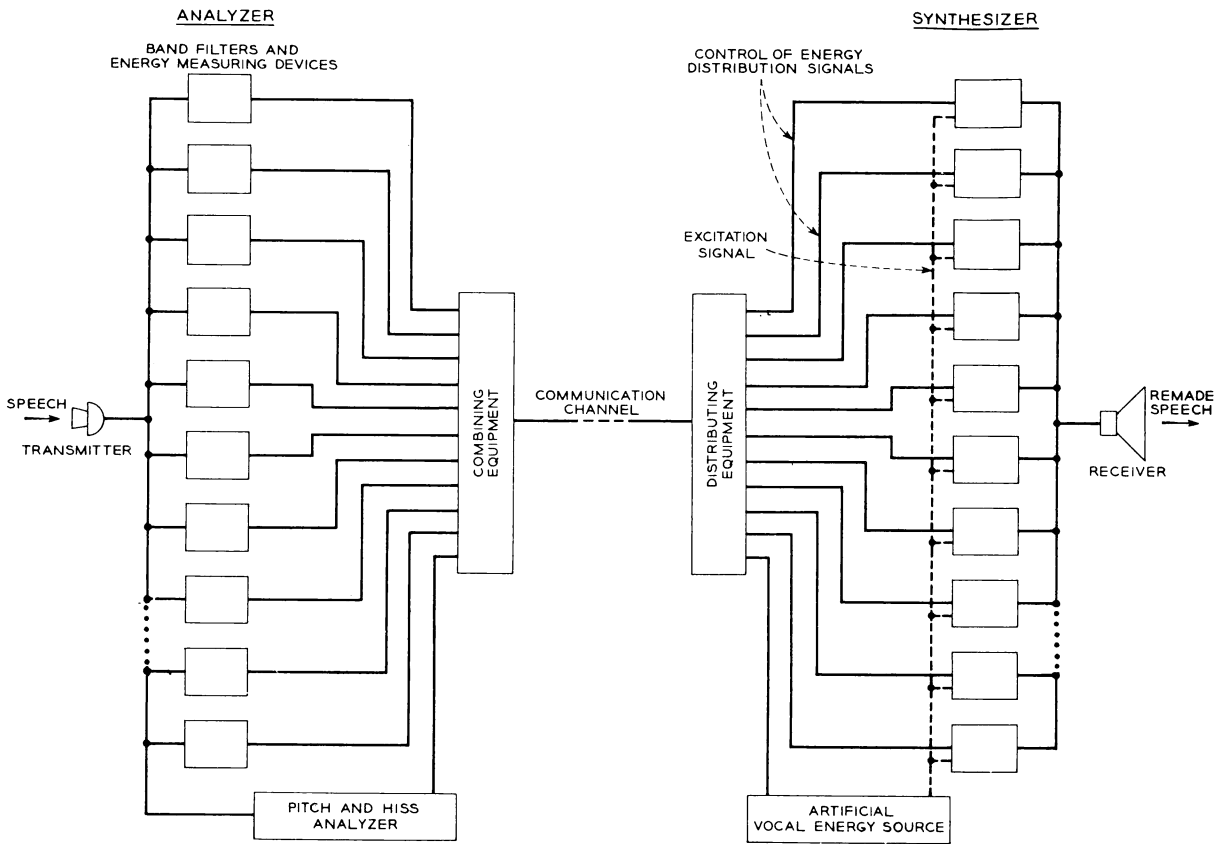 ANALYZER
SYNTHESIZER
BAND FILTERS AND
ENERGY MEASURING DEVICES
CONTROL OF ENERGY
DISTRIBUTION SIGNALS
EXCITATION
SIGNAL
SPEECH
TRANSMITTER
COMBINING
EQUIPMENT
COMMUNICATION
CHANNEL
DISTRIBUTING
EQUIPMENT
REMADE
SPEECH
RECEIVER
PITCH AND HISS
ANALYZER
ARTIFICIAL
VOCAL ENERGY SOURCE